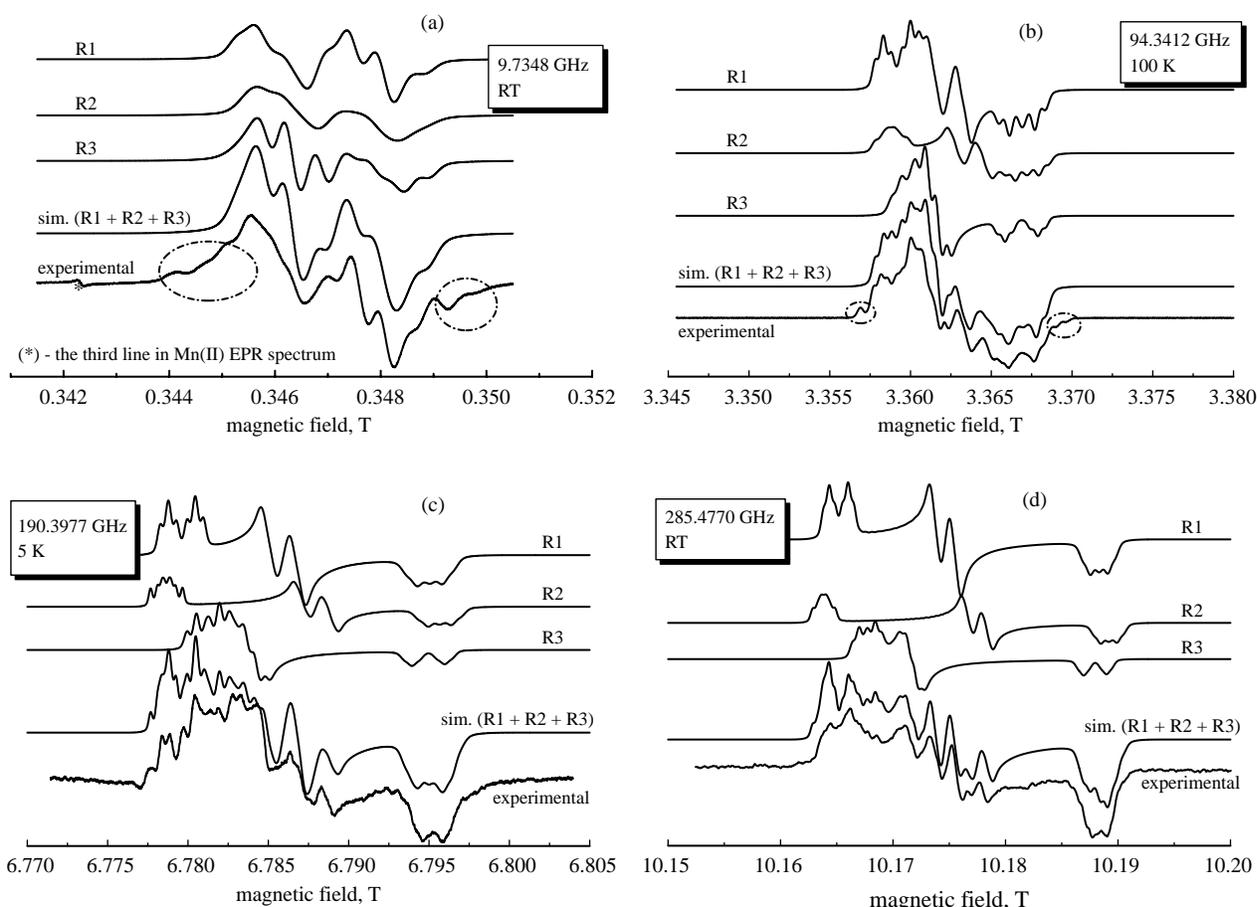 (a)
R1
9.7348 GHz
RT
R2
R3
sim. (R1 + R2 + R3)
experimental
*
(*) - the third line in Mn(II) EPR spectrum
0.342 0.344 0.346 0.348 0.350 0.352
magnetic field, T
(b)
94.3412 GHz
100 K
R1
R2
R3
sim. (R1 + R2 + R3)
experimental
3.345 3.350 3.355 3.360 3.365 3.370 3.375 3.380
magnetic field, T
(c)
190.3977 GHz
5 K
R1
R2
R3
sim. (R1 + R2 + R3)
experimental
6.770 6.775 6.780 6.785 6.790 6.795 6.800 6.805
magnetic field, T
(d)
285.4770 GHz
RT
R1
R2
R3
sim. (R1 + R2 + R3)
experimental
10.15 10.16 10.17 10.18 10.19 10.20
magnetic field, T